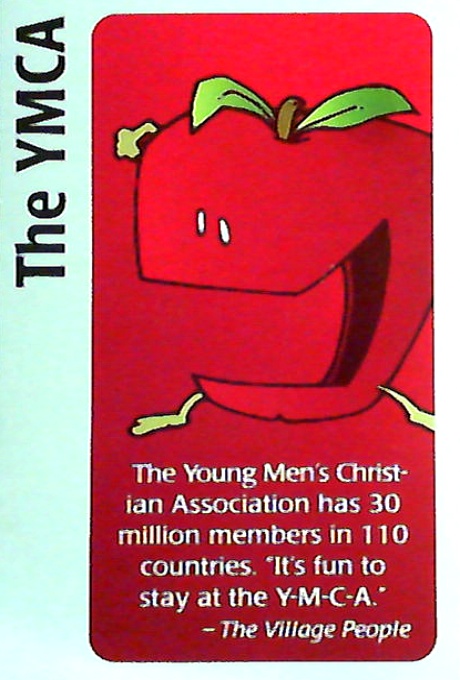 The YMCA
The Young Men's Christ-
ian Association has 30
million members in 110
countries. "It's fun to
stay at the Y-M-C-A."
– The Village People